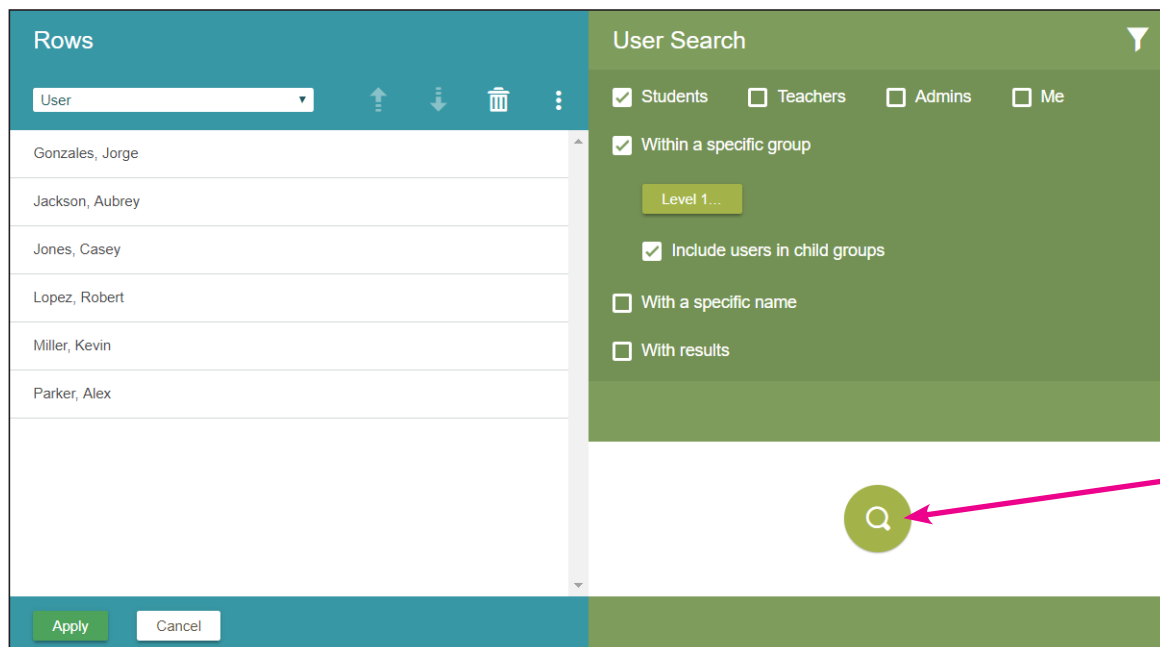 Rows
User
Gonzales, Jorge
Jackson, Aubrey
Jones, Casey
Lopez, Robert
Miller, Kevin
Parker, Alex
Apply Cancel
User Search
Students Teachers Admins Me
Within a specific group
Level 1...
Include users in child groups
With a specific name
With results